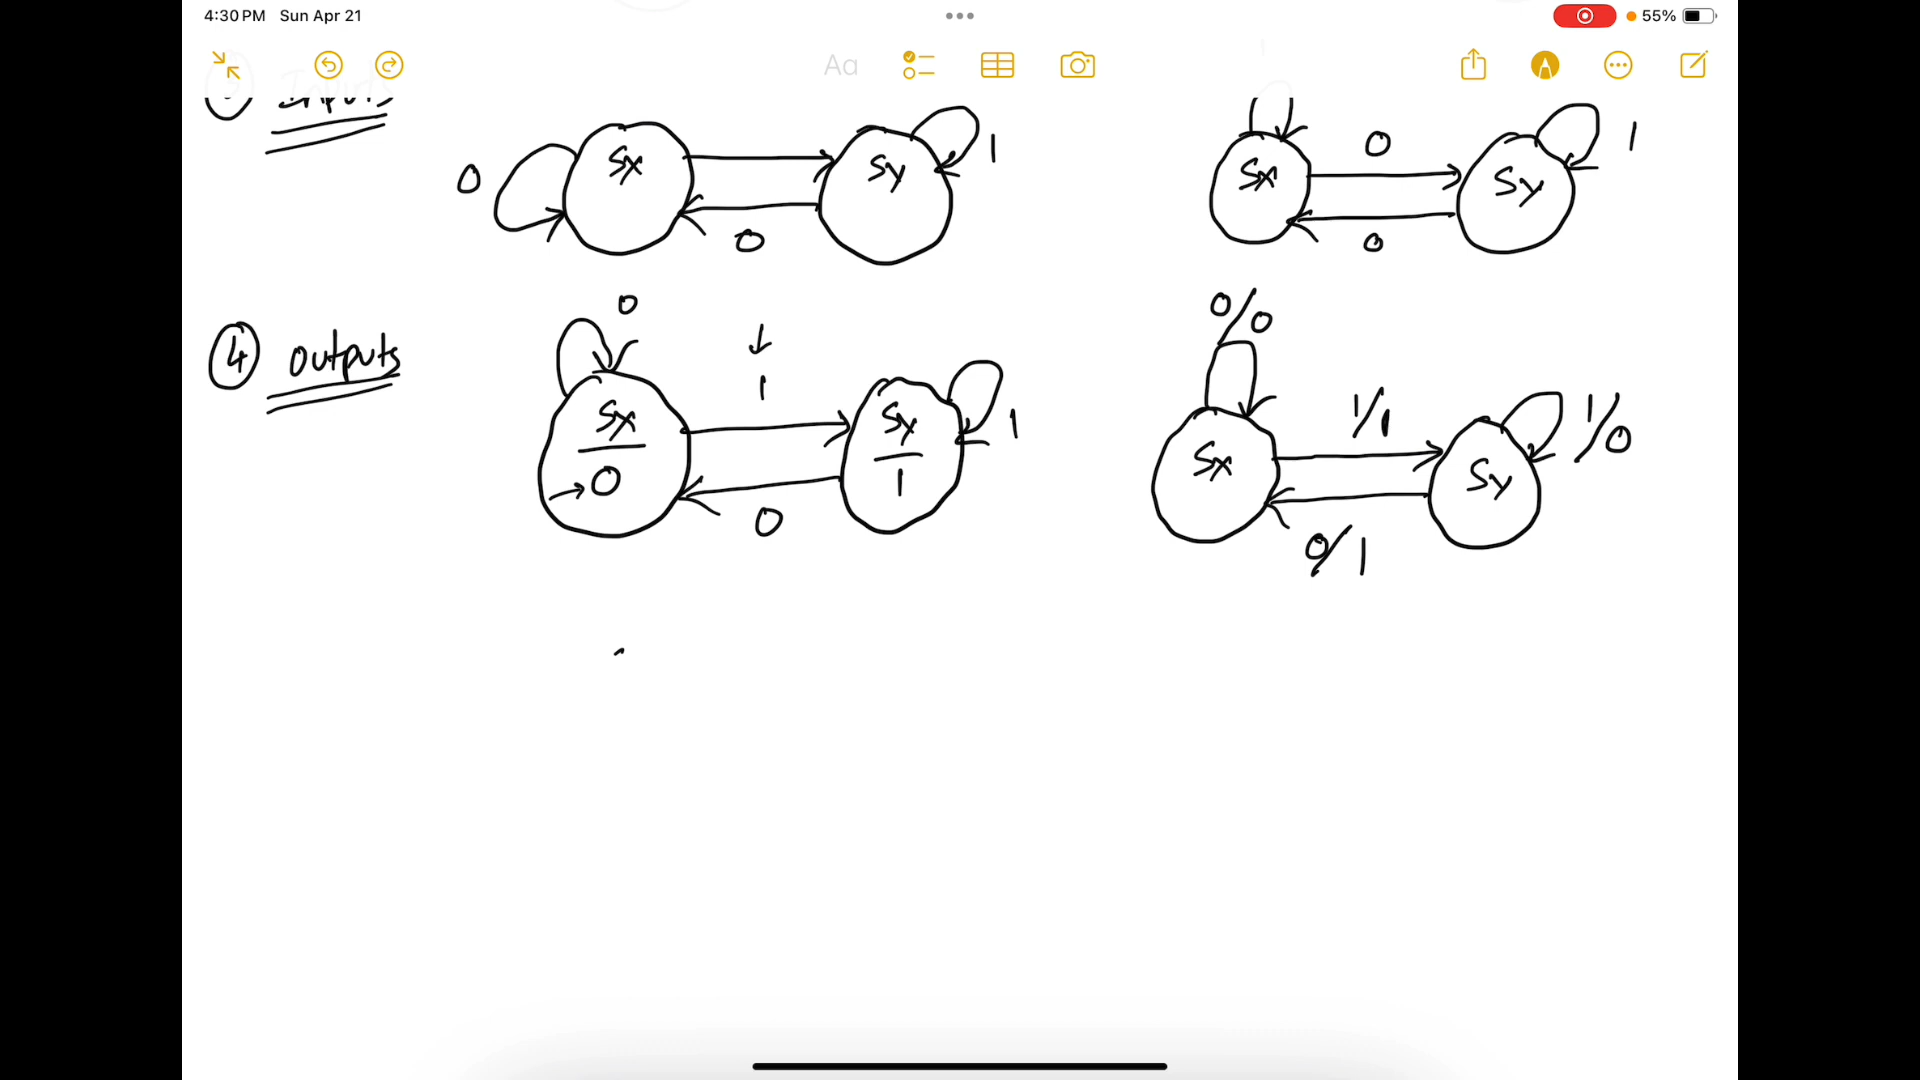 4:30 PM Sun Apr 21
55%
Aa
Inputs
0
Sx
Sy
1
0
Sx
0
Sy
1
0
4 outputs
0
Sx
0
1
Sy
1
1
0
0/0
Sx
1/1
Sy
1/0
0/1